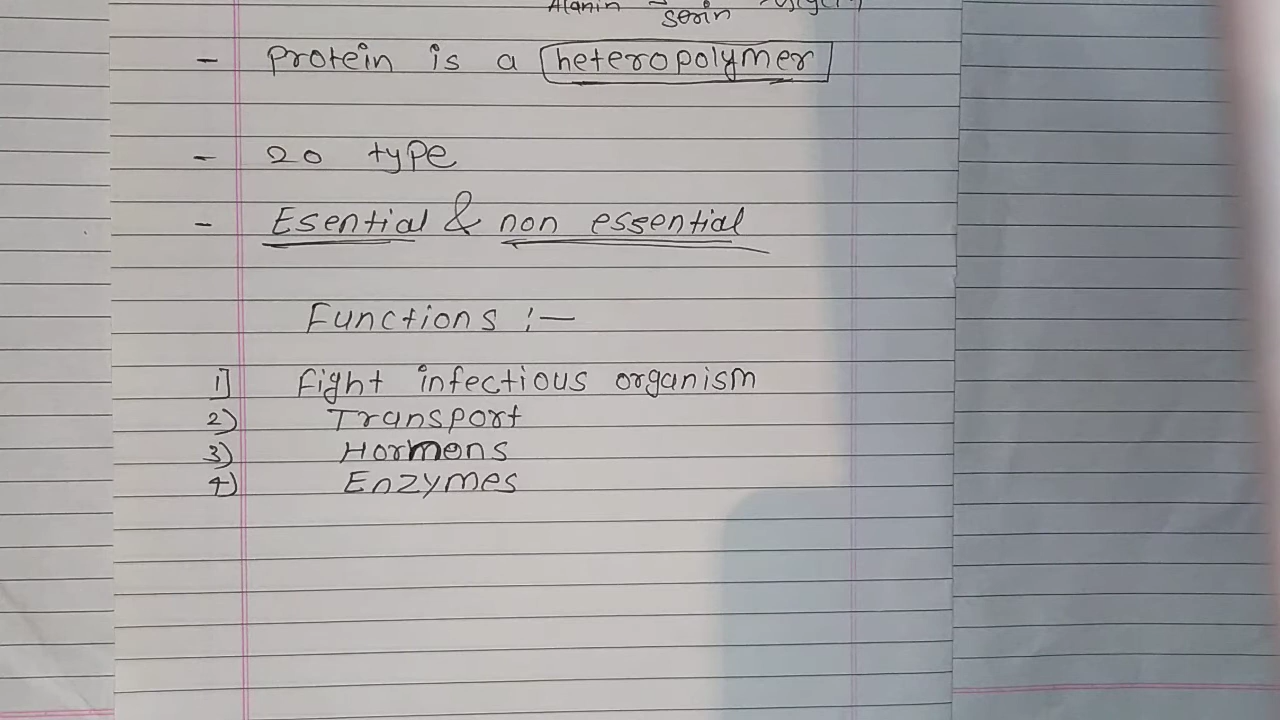 Alanin
Serin
- Protein is a heteropolymer
- 20 type
- Esential & non essential
Functions :-
1] Fight infectious organism
2) Transport
3) Hormons
4) Enzymes